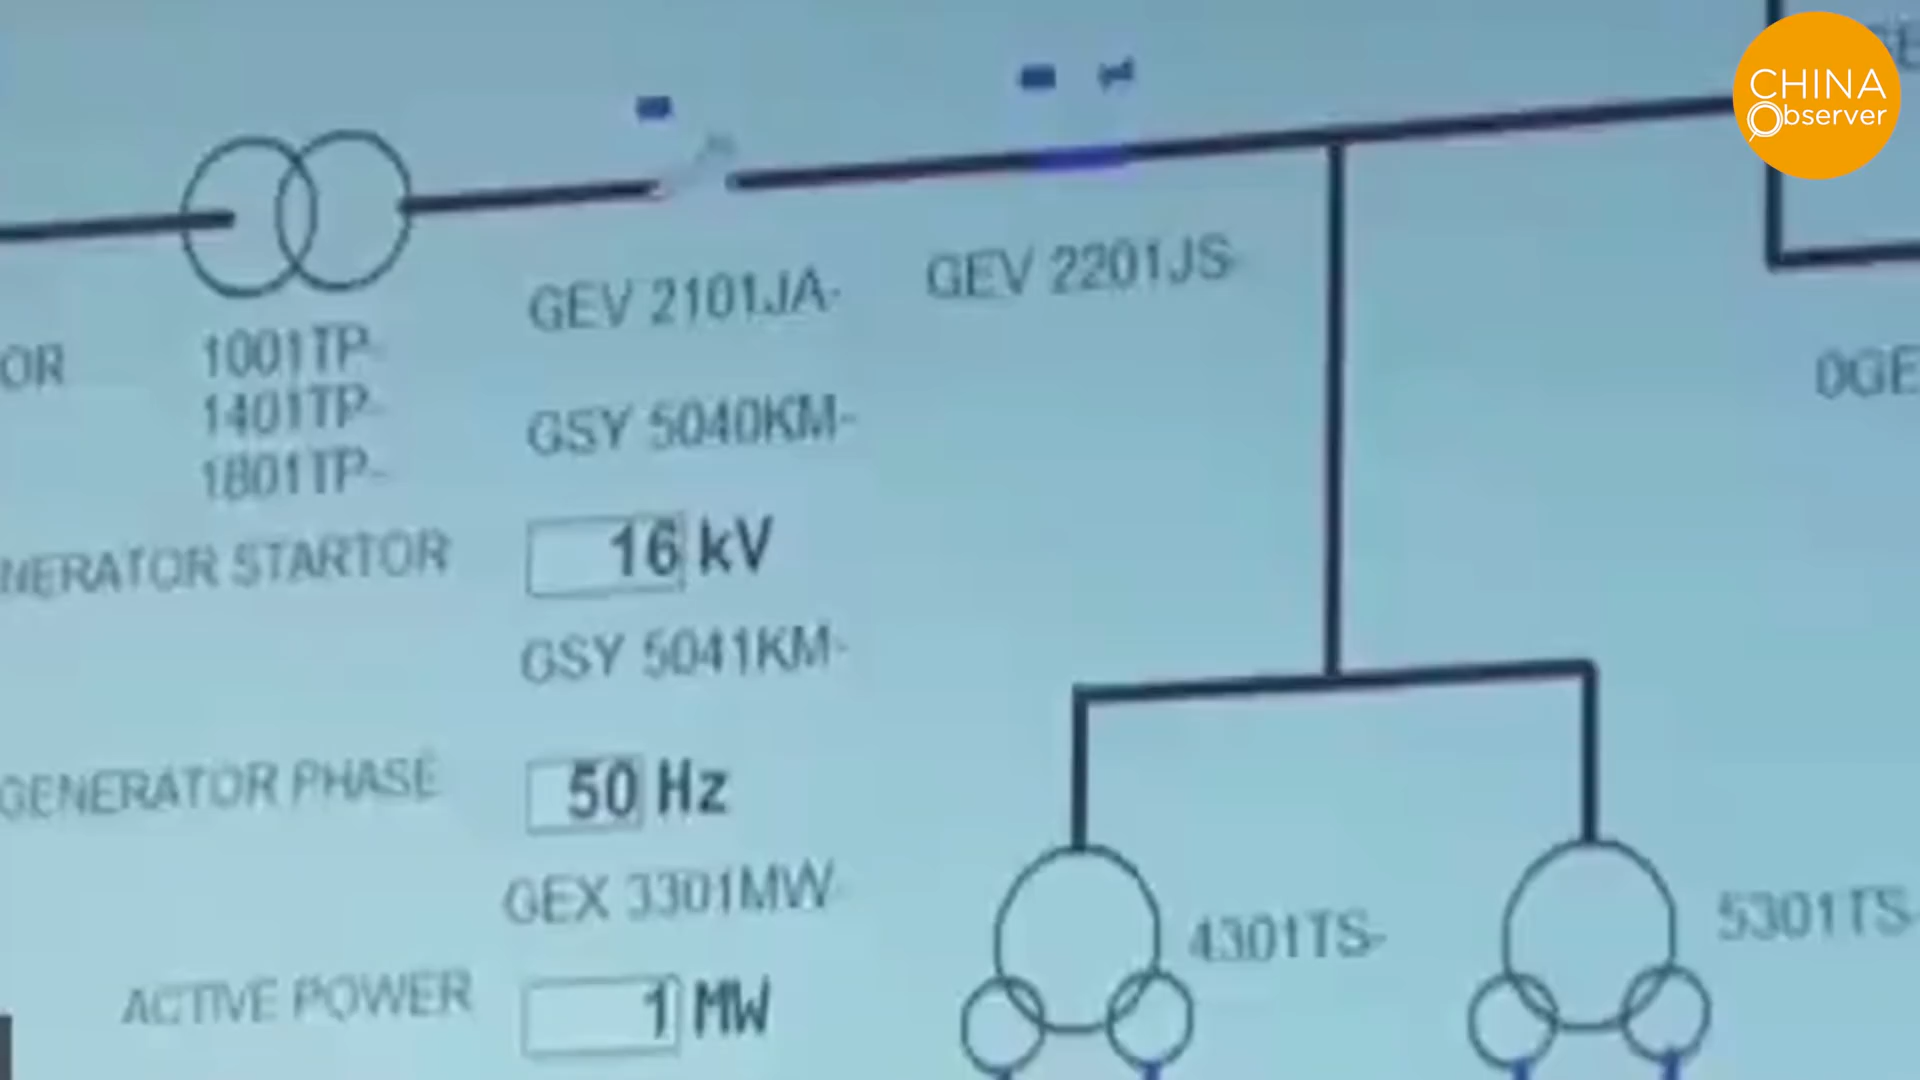 CHINA
Observer
GEV 2101JA-
GEV 2201JS-
1001TP-
1401TP-
1801TP-
OR
0GE
GSY 5040KM-
NERATOR STARTOR
16 kV
GSY 5041KM-
GENERATOR PHASE
50 Hz
GEX 3301MW-
4301TS-
5301TS-
ACTIVE POWER
1 MW